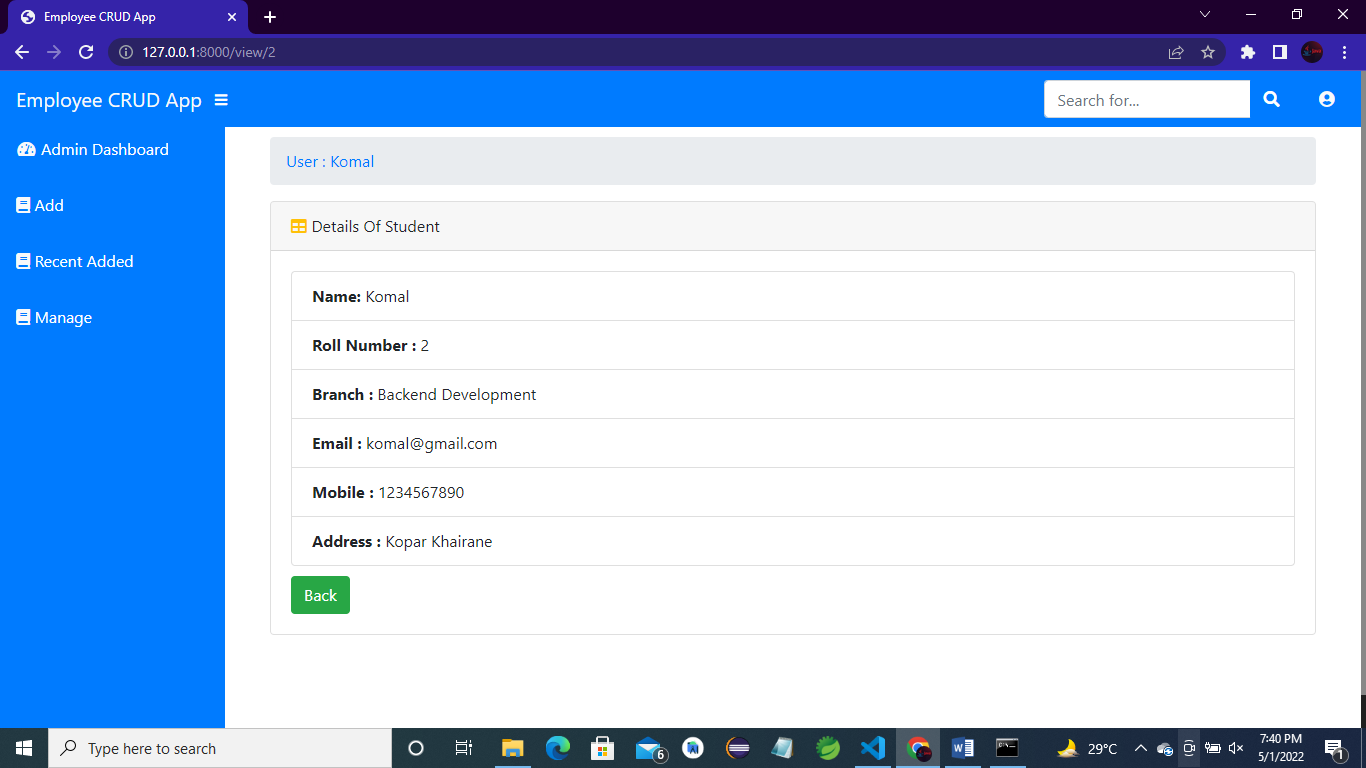 Employee CRUD App
127.0.0.1:8000/view/2
Employee CRUD App
Search for...
Admin Dashboard
Add
Recent Added
Manage
User : Komal
Details Of Student
Name: Komal
Roll Number : 2
Branch : Backend Development
Email : komal@gmail.com
Mobile : 1234567890
Address : Kopar Khairane
Back
Type here to search
6
29°C
7:40 PM
5/1/2022
1